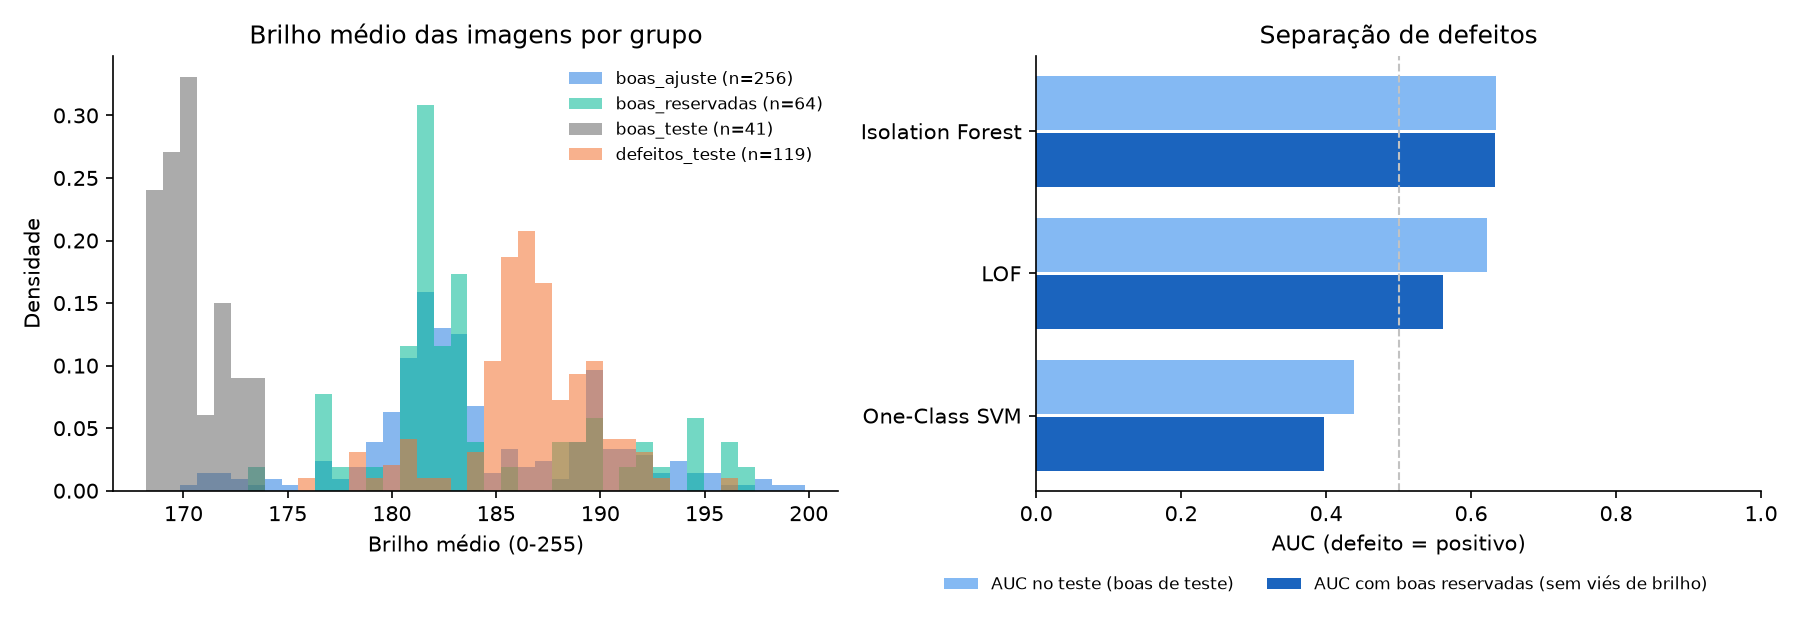 Brilho médio das imagens por grupo
Densidade
0.30
0.25
0.20
0.15
0.10
0.05
0.00
boas_ajuste (n=256)
boas_reservadas (n=64)
boas_teste (n=41)
defeitos_teste (n=119)
170 175 180 185 190 195 200
Brilho médio (0-255)
Separação de defeitos
Isolation Forest
LOF
One-Class SVM
0.0 0.2 0.4 0.6 0.8 1.0
AUC (defeito = positivo)
AUC no teste (boas de teste) AUC com boas reservadas (sem viés de brilho)